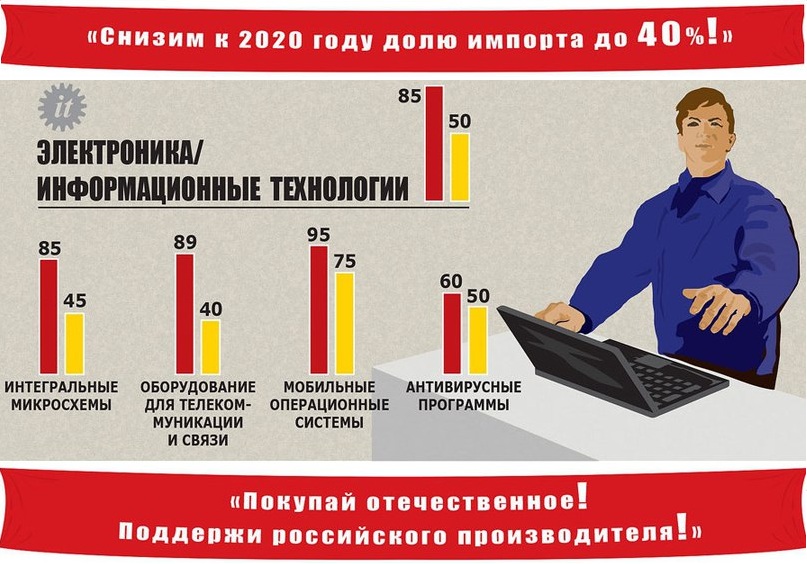 «Снизим к 2020 году долю импорта до 40%!»
it
85
50
ЭЛЕКТРОНИКА/
ИНФОРМАЦИОННЫЕ ТЕХНОЛОГИИ
85
45
ИНТЕГРАЛЬНЫЕ
МИКРОСХЕМЫ
89
40
ОБОРУДОВАНИЕ
ДЛЯ ТЕЛЕКОМ-
МУНИКАЦИИ
И СВЯЗИ
95
75
МОБИЛЬНЫЕ
ОПЕРАЦИОННЫЕ
СИСТЕМЫ
60
50
АНТИВИРУСНЫЕ
ПРОГРАММЫ
«Покупай отечественное!
Поддержи российского производителя!»